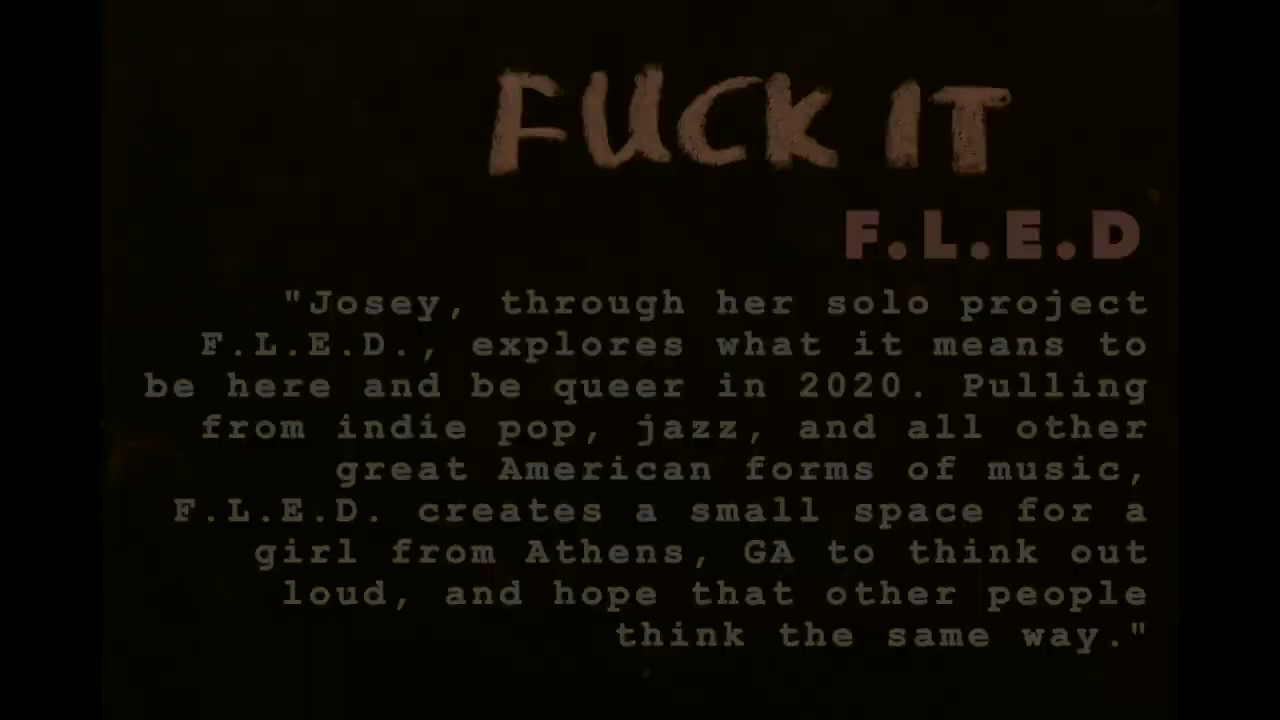 FUCK IT
F.L.E.D
"Josey, through her solo project
F.L.E.D., explores what it means to
be here and be queer in 2020. Pulling
from indie pop, jazz, and all other
great American forms of music,
F.L.E.D. creates a small space for a
girl from Athens, GA to think out
loud, and hope that other people
think the same way."